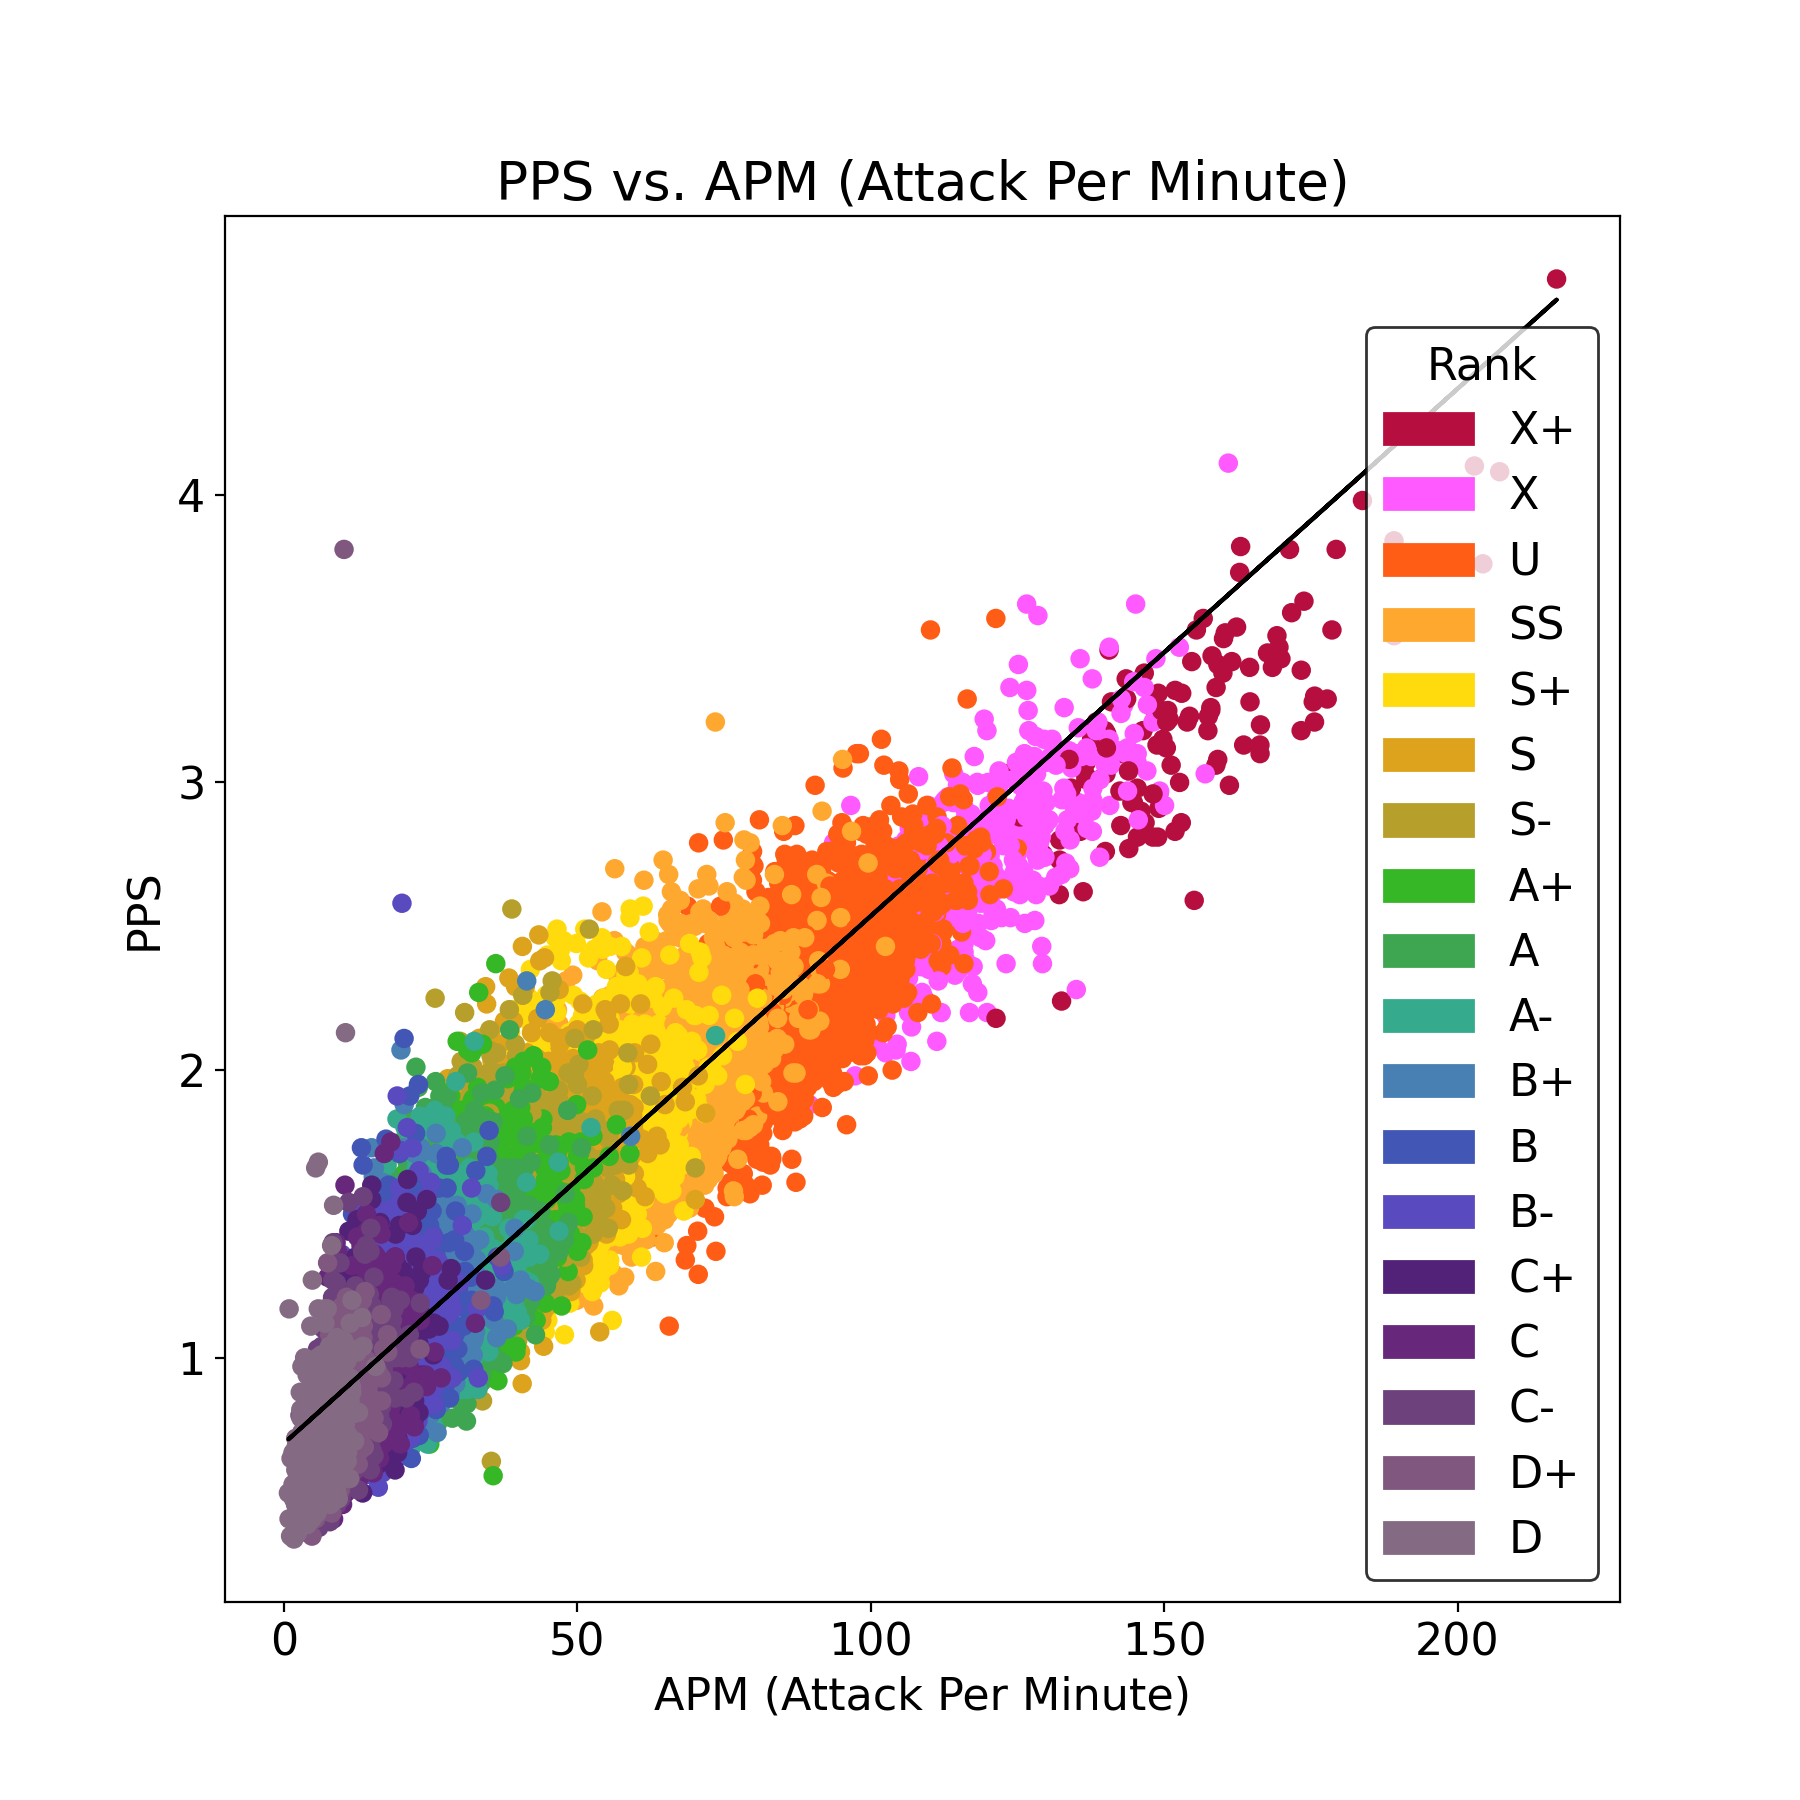 PPS vs. APM (Attack Per Minute)
PPS
4
3
2
1
0
50
100
150
200
APM (Attack Per Minute)
Rank
X+
X
U
SS
S+
S
S-
A+
A
A-
B+
B
B-
C+
C
C-
D+
D